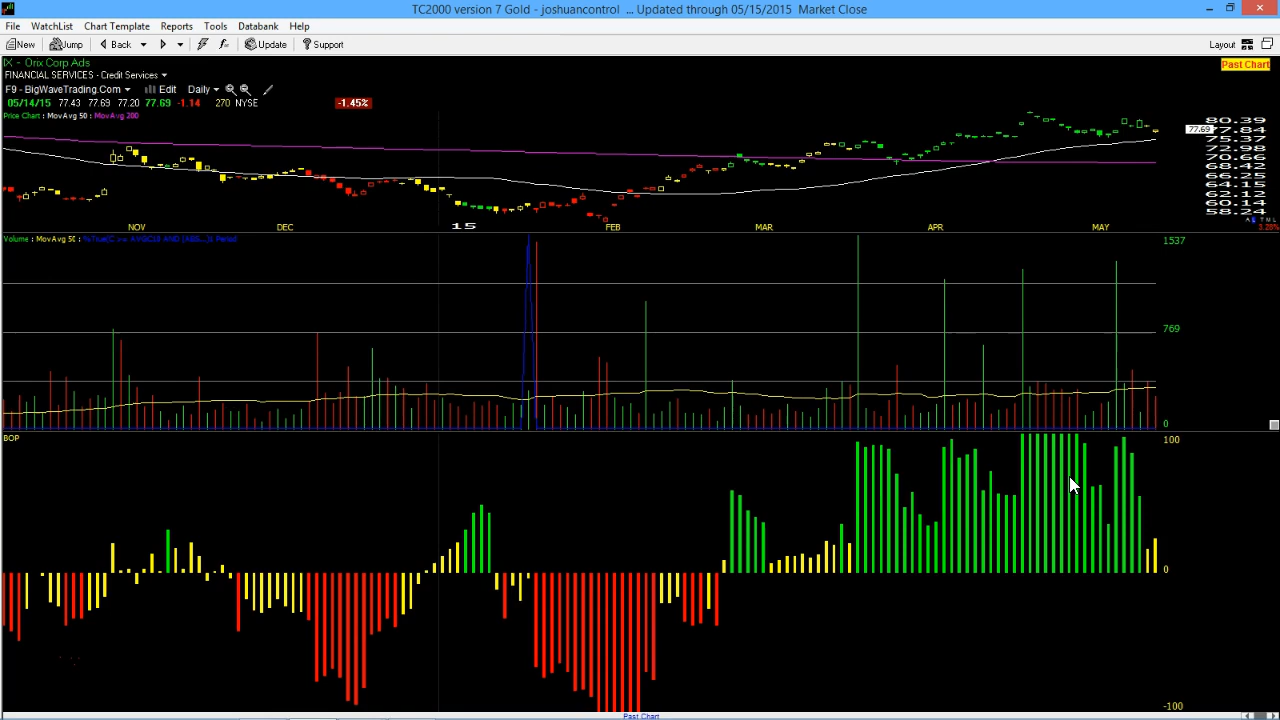 TC2000 version 7 Gold - joshuancontrol ... Updated through 05/15/2015 Market Close
File WatchList Chart Template Reports Tools Databank Help
New Jump Back Update Support Layout
IX - Orix Corp Ads Past Chart
FINANCIAL SERVICES - Credit Services
F9 - BigWaveTrading.Com Edit Daily
05/14/15 77.43 77.69 77.20 77.69 -1.14 270 NYSE -1.45%
Price Chart : MovAvg 50 : MovAvg 200
80.39
77.69 77.84
75.37
72.98
70.66
68.42
66.25
64.15
62.12
60.14
58.24
A L T M L
NOV DEC 15 FEB MAR APR MAY 3.28%
Volume : MovAvg 50 : Period
1537
769
0
BOP
100
0
-100
Past Chart